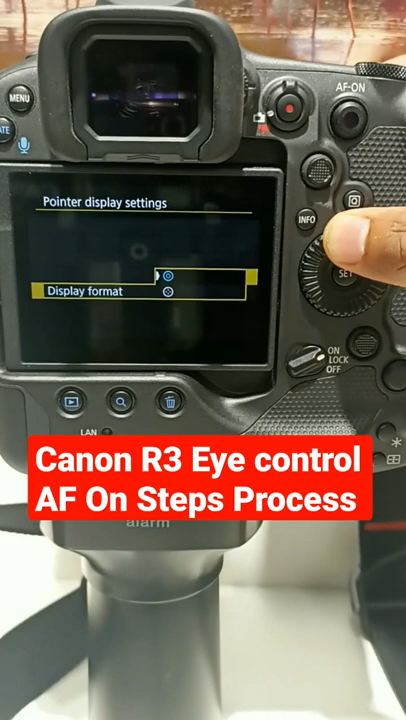 MENU
AF-ON
ATE
Pointer display settings
INFO
Display format
SET
ON
LOCK
OFF
LAN
Canon R3 Eye control
AF On Steps Process
alarm